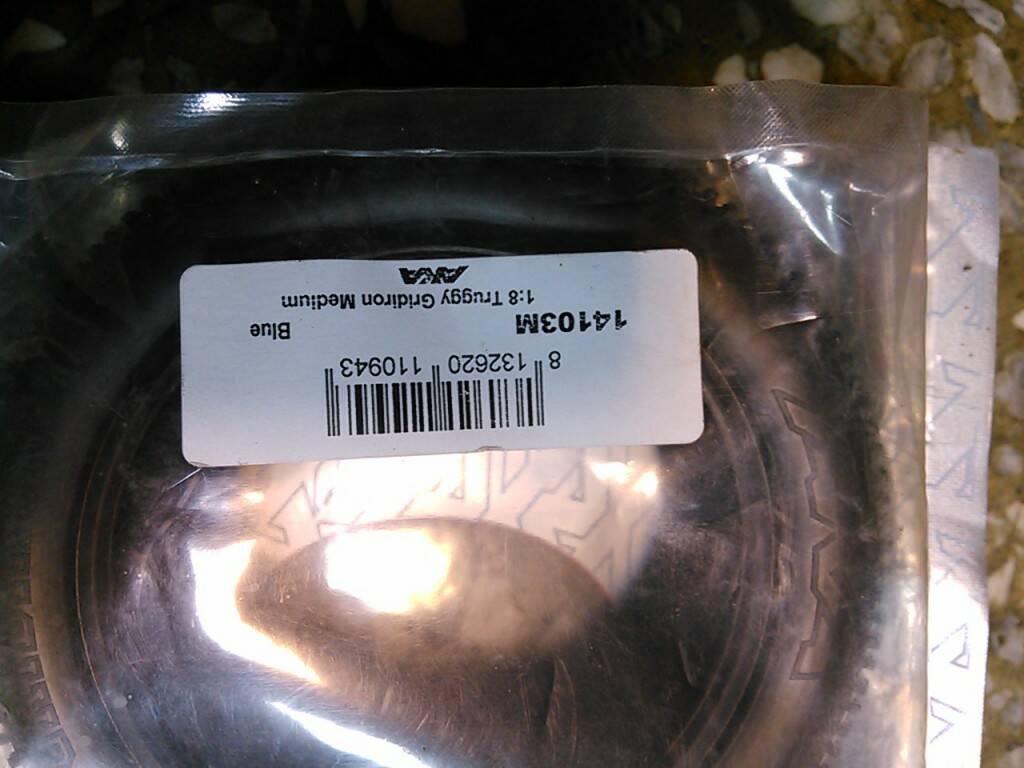 AKA
1:8 Truggy Gridiron Medium
14103M Blue
8 132620 110943